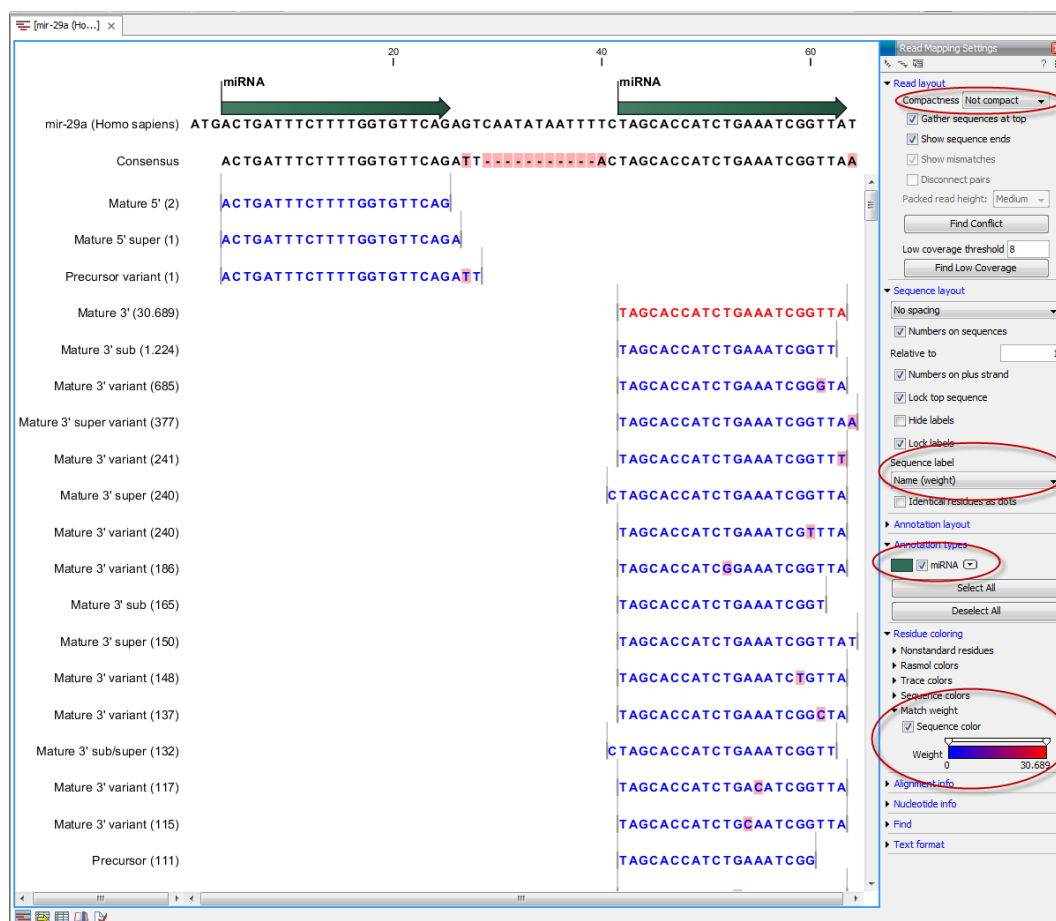 [mir-29a (Ho...]
20 40 60
miRNA miRNA
mir-29a (Homo sapiens) ATGACTGATTTCTTTTGGTGTTCAGAGTCAATATAATTTTCTAGCACCATCTGAAATCGGTTAT
Consensus ACTGATTTCTTTTGGTGTTCAGATT-----------ACTAGCACCATCTGAAATCGGTTAA
Mature 5' (2) ACTGATTTCTTTTGGTGTTCAG
Mature 5' super (1) ACTGATTTCTTTTGGTGTTCAGA
Precursor variant (1) ACTGATTTCTTTTGGTGTTCAGATT
Mature 3' (30.689) TAGCACCATCTGAAATCGGTTA
Mature 3' sub (1.224) TAGCACCATCTGAAATCGGTT
Mature 3' variant (685) TAGCACCATCTGAAATCGGGTA
Mature 3' super variant (377) TAGCACCATCTGAAATCGGTTAA
Mature 3' variant (241) TAGCACCATCTGAAATCGGTTT
Mature 3' super (240) CTAGCACCATCTGAAATCGGTTA
Mature 3' variant (240) TAGCACCATCTGAAATCGTTTA
Mature 3' variant (186) TAGCACCATCGGAAATCGGTTA
Mature 3' sub (165) TAGCACCATCTGAAATCGGT
Mature 3' super (150) TAGCACCATCTGAAATCGGTTAT
Mature 3' variant (148) TAGCACCATCTGAAATCTGTTA
Mature 3' variant (137) TAGCACCATCTGAAATCGGCTA
Mature 3' sub/super (132) CTAGCACCATCTGAAATCGGTT
Mature 3' variant (117) TAGCACCATCTGACATCGGTTA
Mature 3' variant (115) TAGCACCATCTGCAATCGGTTA
Precursor (111) TAGCACCATCTGAAATCGG
Read Mapping Settings
?
Read layout
Compactness Not compact
Gather sequences at top
Show sequence ends
Show mismatches
Disconnect pairs
Packed read height: Medium
Find Conflict
Low coverage threshold 8
Find Low Coverage
Sequence layout
No spacing
Numbers on sequences
Relative to 1
Numbers on plus strand
Lock top sequence
Hide labels
Lock labels
Sequence label
Name (weight)
Identical residues as dots
Annotation layout
Annotation types
miRNA
Select All
Deselect All
Residue coloring
Nonstandard residues
Rasmol colors
Trace colors
Sequence colors
Match weight
Sequence color
Weight
0 30.689
Alignment info
Nucleotide info
Find
Text format